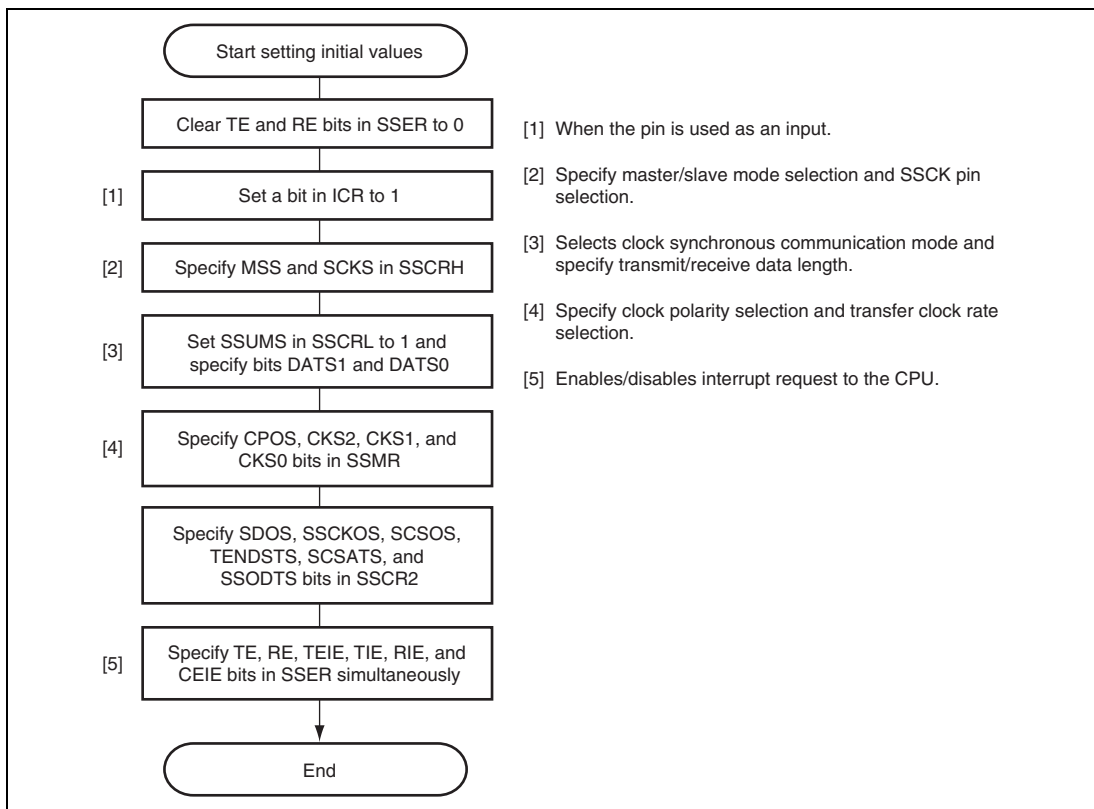 Start setting initial values
Clear TE and RE bits in SSER to 0
[1]
Set a bit in ICR to 1
[2]
Specify MSS and SCKS in SSCRH
[3]
Set SSUMS in SSCRL to 1 and
specify bits DATS1 and DATS0
[4]
Specify CPOS, CKS2, CKS1, and
CKS0 bits in SSMR
Specify SDOS, SSCKOS, SCSOS,
TENDSTS, SCSATS, and
SSODTS bits in SSCR2
[5]
Specify TE, RE, TEIE, TIE, RIE, and
CEIE bits in SSER simultaneously
End
[1] When the pin is used as an input.
[2] Specify master/slave mode selection and SSCK pin
selection.
[3] Selects clock synchronous communication mode and
specify transmit/receive data length.
[4] Specify clock polarity selection and transfer clock rate
selection.
[5] Enables/disables interrupt request to the CPU.